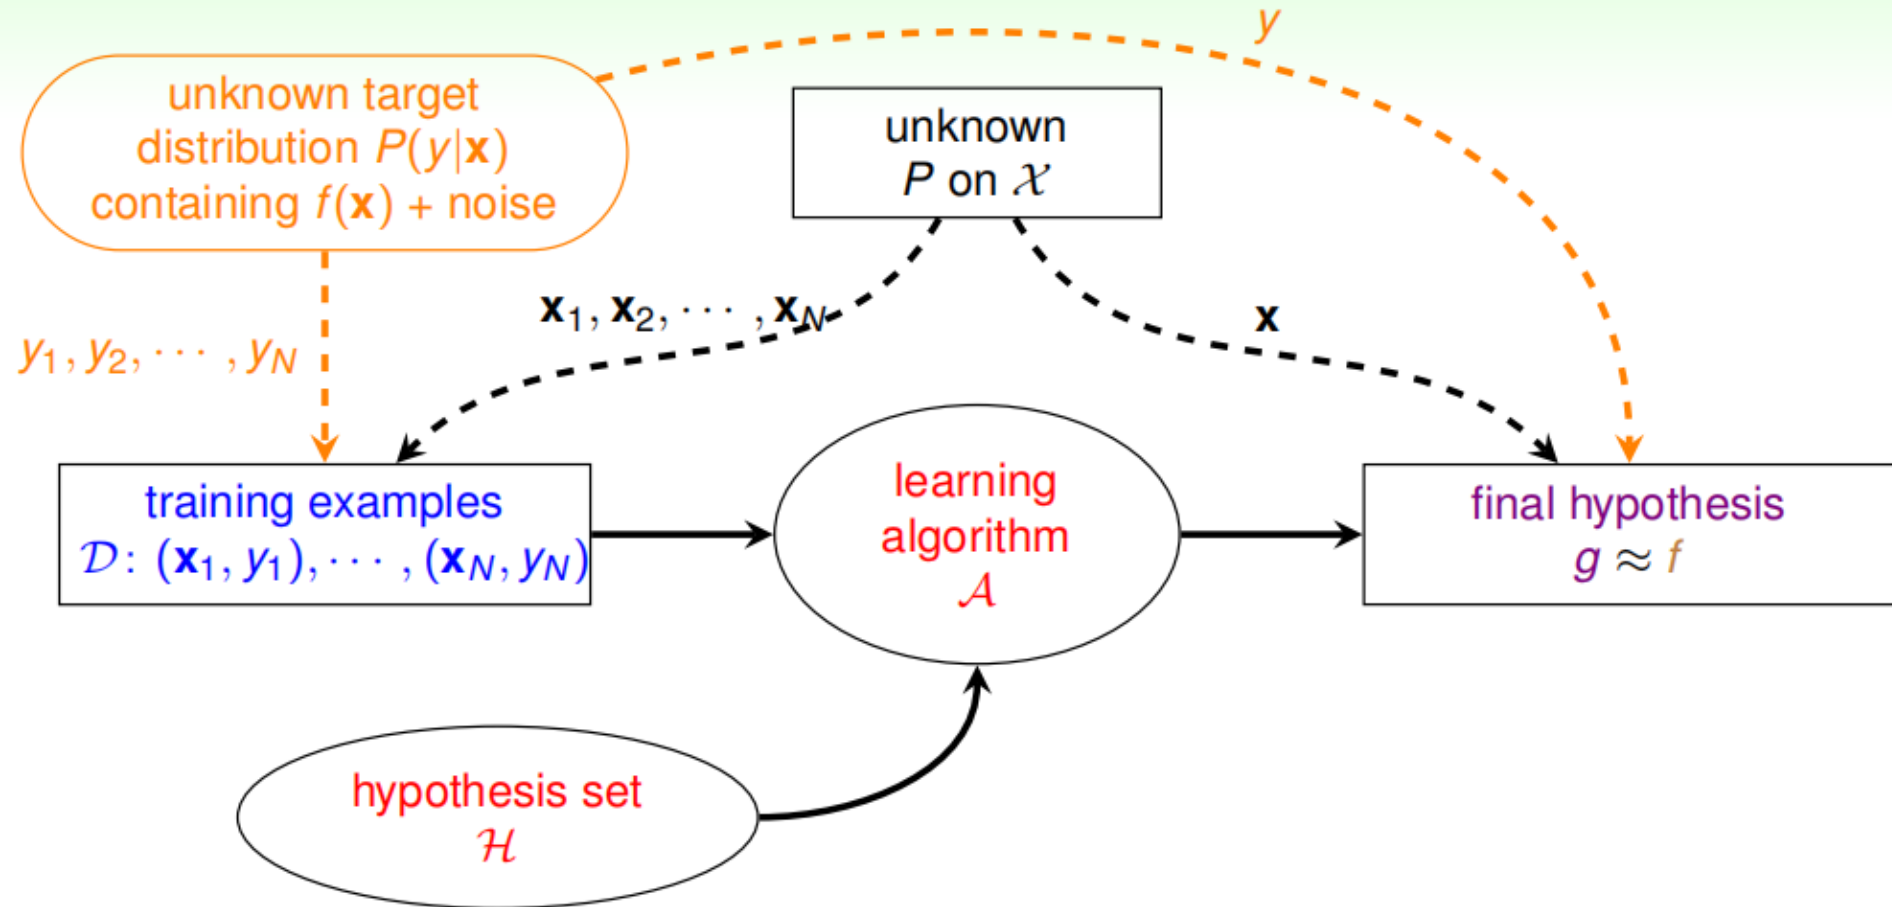 y
unknown target
distribution P(y|x)
containing f(x) + noise
unknown
P on 𝒳
x₁, x₂, ··· , x_N
x
y₁, y₂, ··· , y_N
training examples
𝒟: (x₁, y₁), ··· , (x_N, y_N)
learning
algorithm
𝒜
final hypothesis
g ≈ f
hypothesis set
ℋ